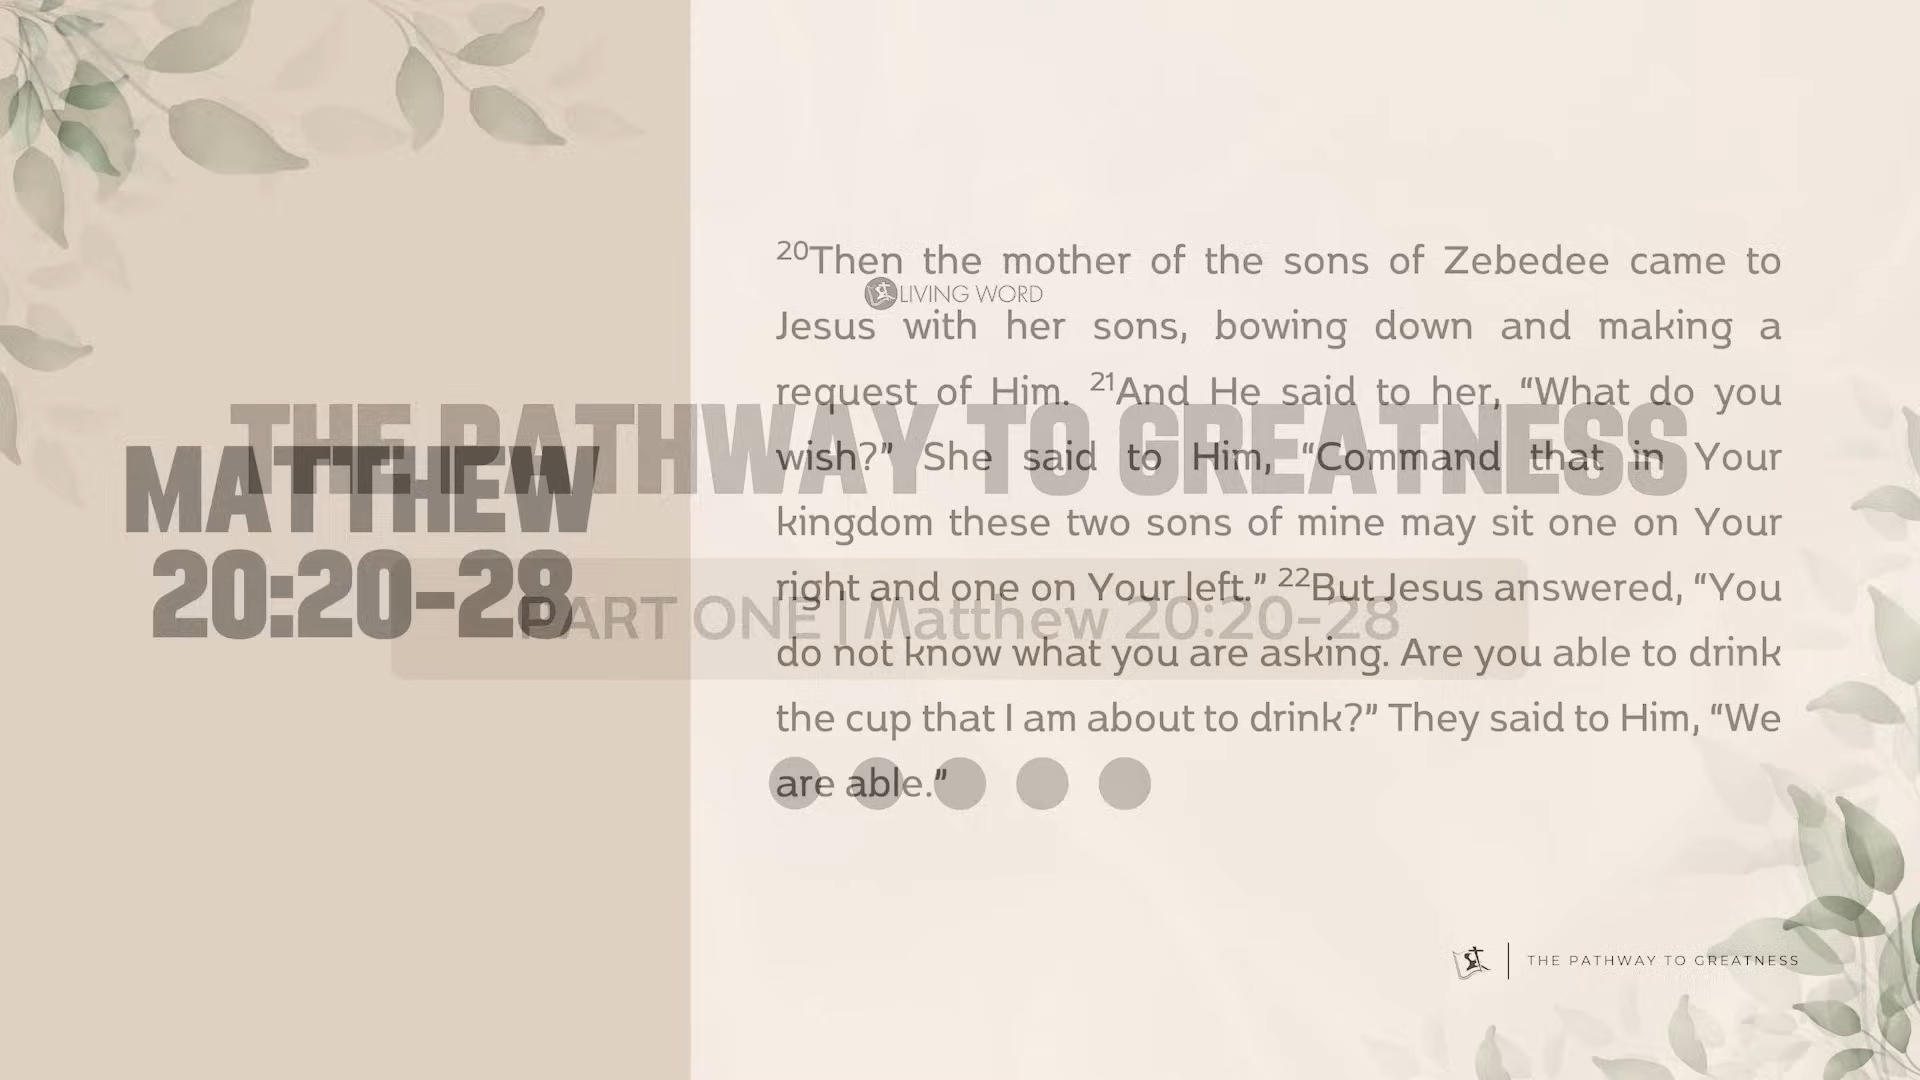 MATTHEW
20:20-28
²⁰Then the mother of the sons of Zebedee came to
Jesus with her sons, bowing down and making a
request of Him. ²¹And He said to her, “What do you
wish?” She said to Him, “Command that in Your
kingdom these two sons of mine may sit one on Your
right and one on Your left.” ²²But Jesus answered, “You
do not know what you are asking. Are you able to drink
the cup that I am about to drink?” They said to Him, “We
are able.”
LIVING WORD
THE PATHWAY TO GREATNESS
PART ONE | Matthew 20:20-28
THE PATHWAY TO GREATNESS